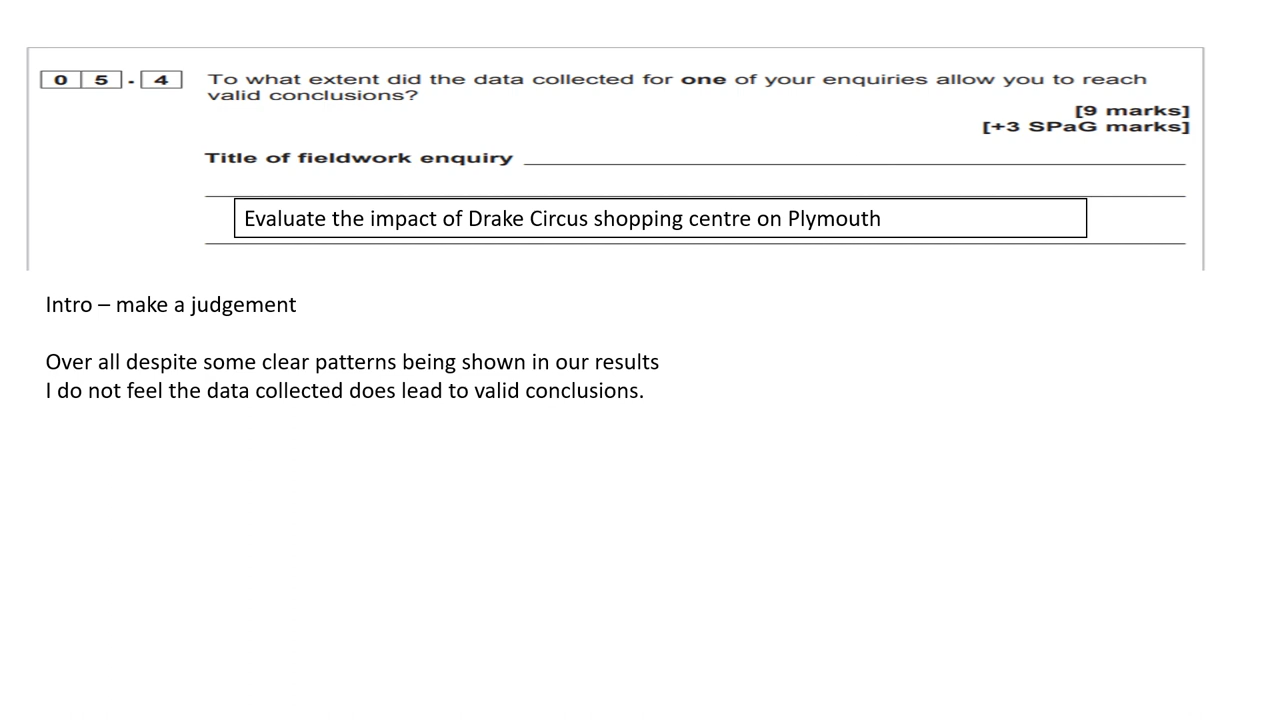 0 5 . 4 To what extent did the data collected for one of your enquiries allow you to reach
valid conclusions?
[9 marks]
[+3 SPaG marks]
Title of fieldwork enquiry
Evaluate the impact of Drake Circus shopping centre on Plymouth
Intro – make a judgement
Over all despite some clear patterns being shown in our results
I do not feel the data collected does lead to valid conclusions.